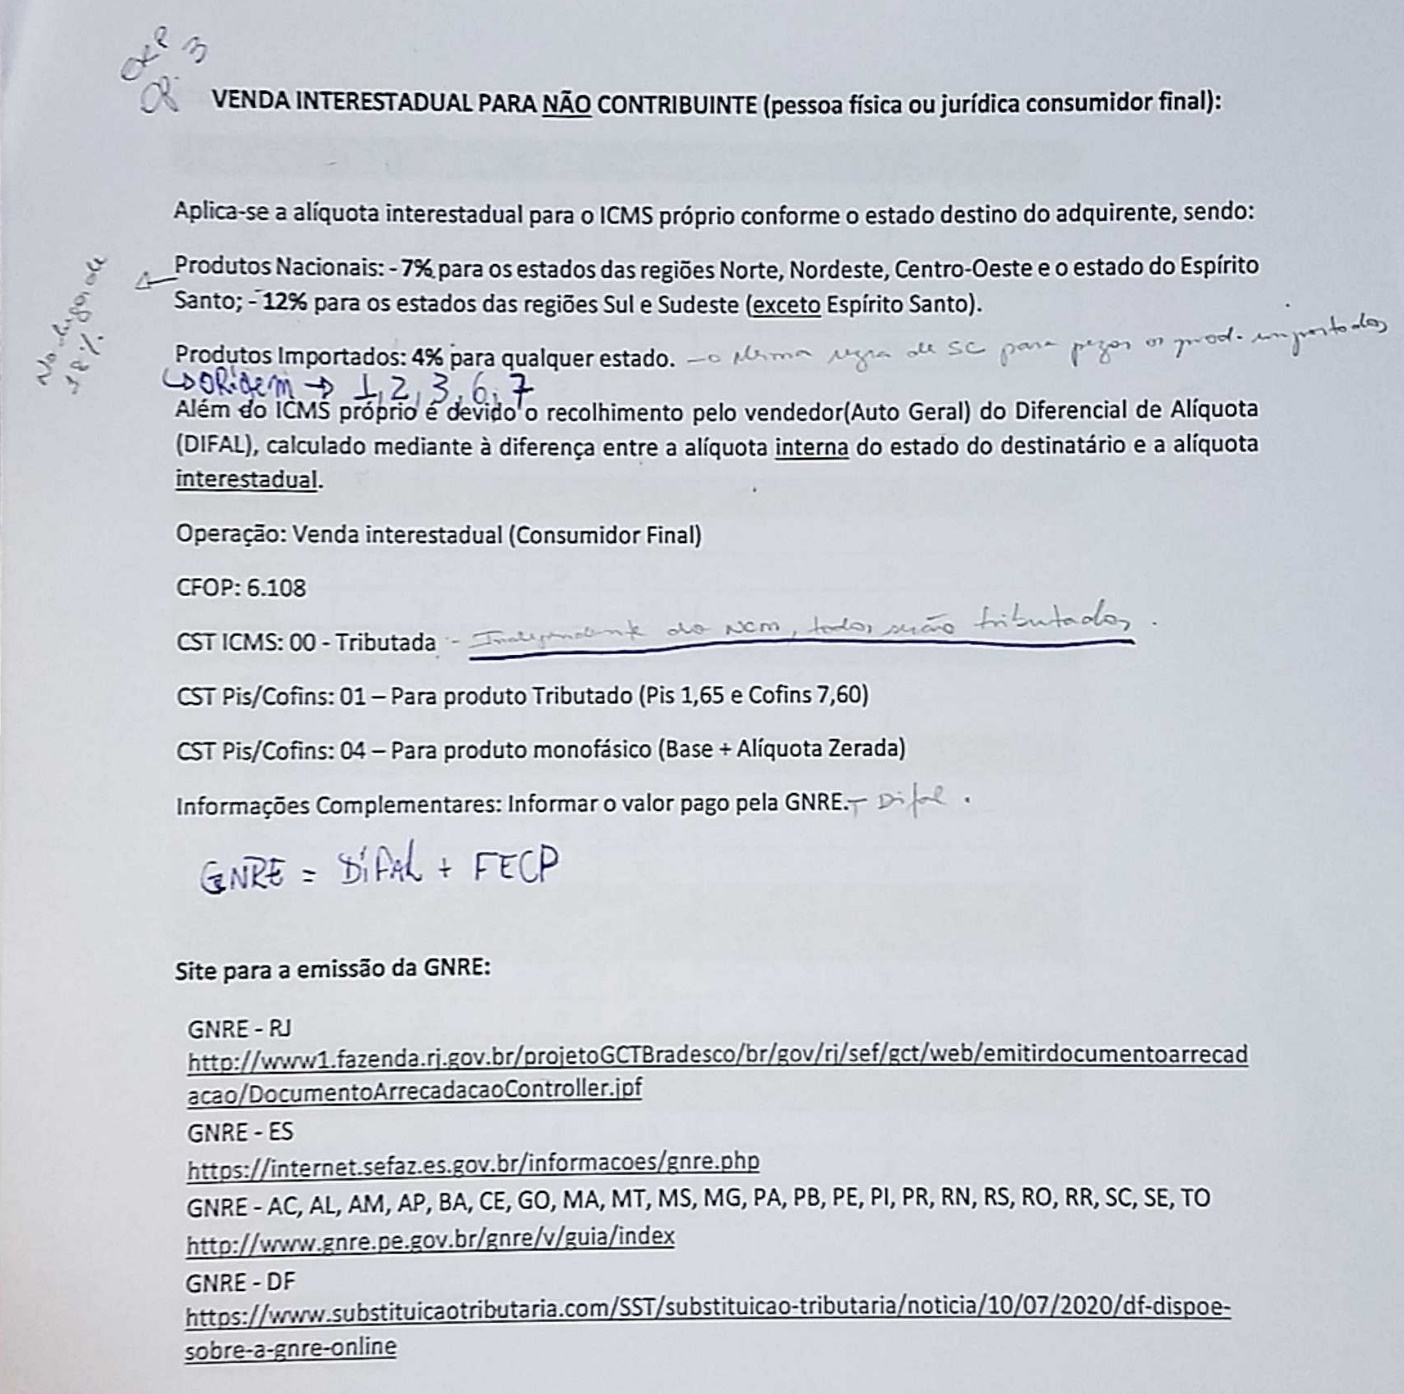 3
VENDA INTERESTADUAL PARA NÃO CONTRIBUINTE (pessoa física ou jurídica consumidor final):
Aplica-se a alíquota interestadual para o ICMS próprio conforme o estado destino do adquirente, sendo:
No lugar de
18%
Produtos Nacionais: - 7% para os estados das regiões Norte, Nordeste, Centro-Oeste e o estado do Espírito
Santo; - 12% para os estados das regiões Sul e Sudeste (exceto Espírito Santo).
Produtos Importados: 4% para qualquer estado. mesma regra de SC para pegar os prod. importados
↳ ORigem → 1, 2, 3, 6, 7
Além do ICMS próprio é devido o recolhimento pelo vendedor(Auto Geral) do Diferencial de Alíquota
(DIFAL), calculado mediante à diferença entre a alíquota interna do estado do destinatário e a alíquota
interestadual.
Operação: Venda interestadual (Consumidor Final)
CFOP: 6.108
CST ICMS: 00 - Tributada - Independente do NCM, todos serão tributados.
CST Pis/Cofins: 01 – Para produto Tributado (Pis 1,65 e Cofins 7,60)
CST Pis/Cofins: 04 – Para produto monofásico (Base + Alíquota Zerada)
Informações Complementares: Informar o valor pago pela GNRE. - Difal.
GNRE = DiFAL + FECP
Site para a emissão da GNRE:
GNRE - RJ
http://www1.fazenda.rj.gov.br/projetoGCTBradesco/br/gov/rj/sef/gct/web/emitirdocumentoarrecad
acao/DocumentoArrecadacaoController.jpf
GNRE - ES
https://internet.sefaz.es.gov.br/informacoes/gnre.php
GNRE - AC, AL, AM, AP, BA, CE, GO, MA, MT, MS, MG, PA, PB, PE, PI, PR, RN, RS, RO, RR, SC, SE, TO
http://www.gnre.pe.gov.br/gnre/v/guia/index
GNRE - DF
https://www.substituicaotributaria.com/SST/substituicao-tributaria/noticia/10/07/2020/df-dispoe-
sobre-a-gnre-online